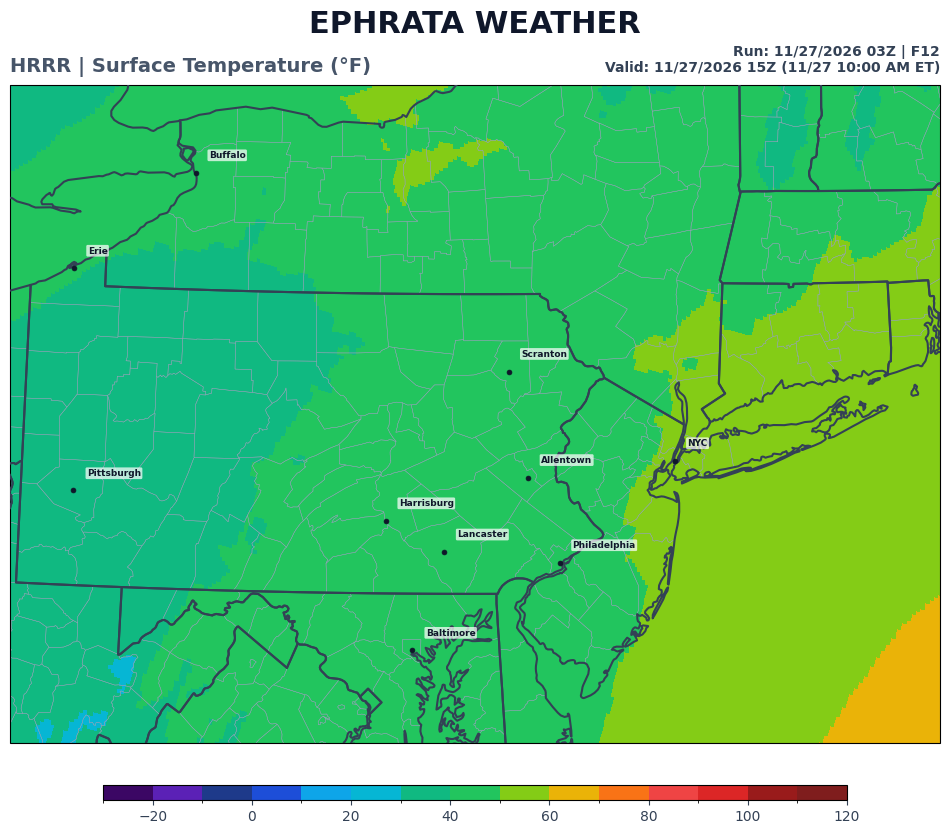 EPHRATA WEATHER
HRRR | Surface Temperature (°F)
Run: 11/27/2026 03Z | F12
Valid: 11/27/2026 15Z (11/27 10:00 AM ET)
Buffalo
Erie
Scranton
NYC
Allentown
Pittsburgh
Harrisburg
Lancaster
Philadelphia
Baltimore
−20 0 20 40 60 80 100 120